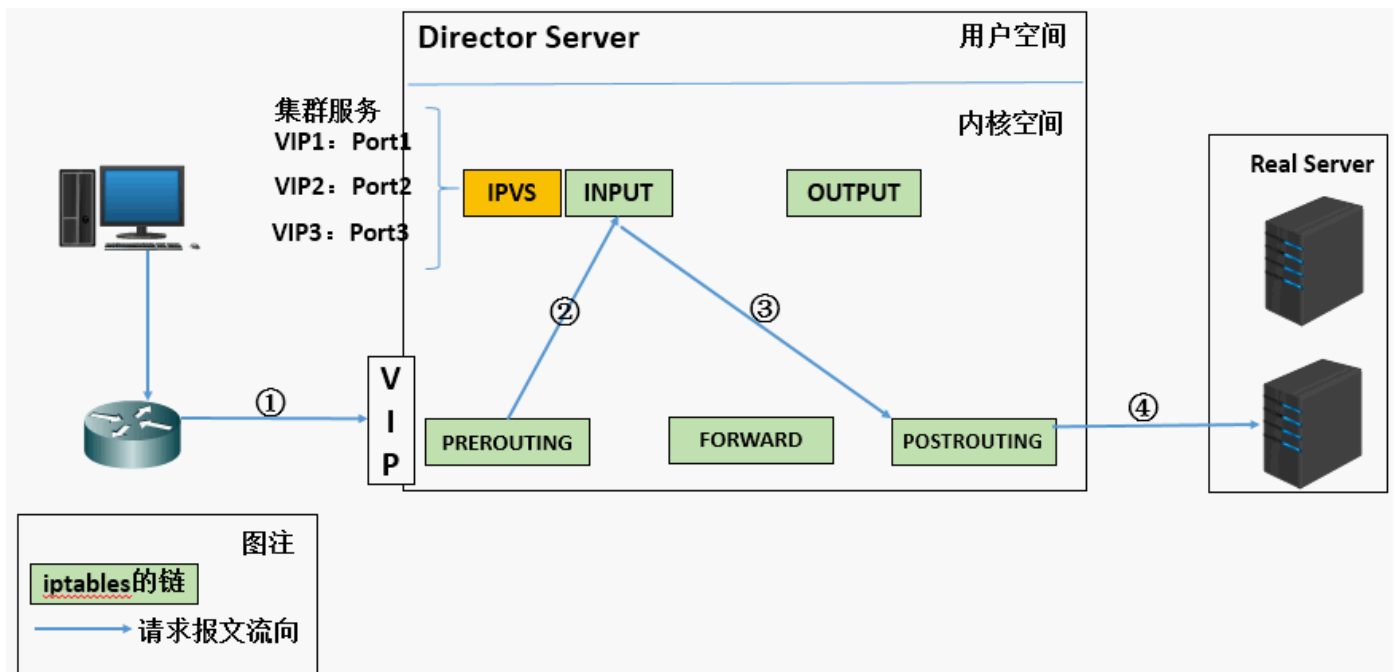 Director Server
用户空间
集群服务
VIP1：Port1
VIP2：Port2
VIP3：Port3
内核空间
IPVS
INPUT
OUTPUT
Real Server
②
③
①
④
V
I
P
PREROUTING
FORWARD
POSTROUTING
图注
iptables的链
请求报文流向